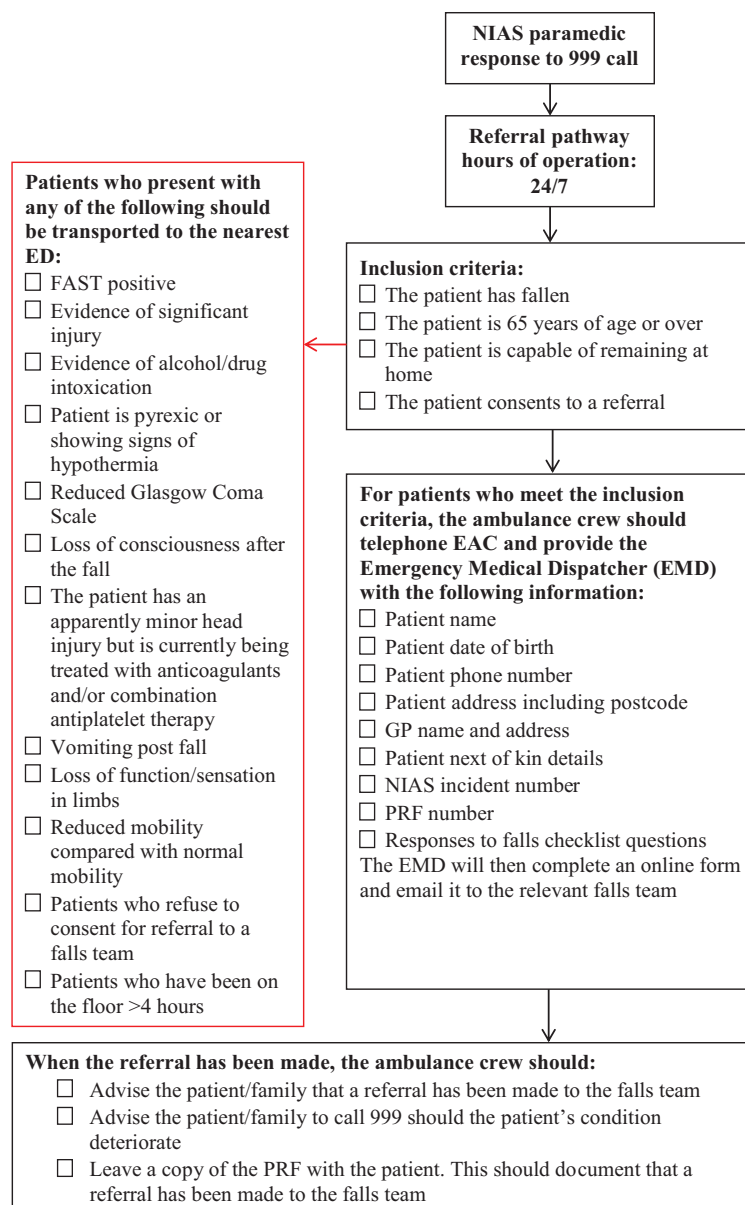 NIAS paramedic
response to 999 call
Referral pathway
hours of operation:
24/7
Inclusion criteria:
☐ The patient has fallen
☐ The patient is 65 years of age or over
☐ The patient is capable of remaining at
home
☐ The patient consents to a referral
Patients who present with
any of the following should
be transported to the nearest
ED:
☐ FAST positive
☐ Evidence of significant
injury
☐ Evidence of alcohol/drug
intoxication
☐ Patient is pyrexic or
showing signs of
hypothermia
☐ Reduced Glasgow Coma
Scale
☐ Loss of consciousness after
the fall
☐ The patient has an
apparently minor head
injury but is currently being
treated with anticoagulants
and/or combination
antiplatelet therapy
☐ Vomiting post fall
☐ Loss of function/sensation
in limbs
☐ Reduced mobility
compared with normal
mobility
☐ Patients who refuse to
consent for referral to a
falls team
☐ Patients who have been on
the floor >4 hours
For patients who meet the inclusion
criteria, the ambulance crew should
telephone EAC and provide the
Emergency Medical Dispatcher (EMD)
with the following information:
☐ Patient name
☐ Patient date of birth
☐ Patient phone number
☐ Patient address including postcode
☐ GP name and address
☐ Patient next of kin details
☐ NIAS incident number
☐ PRF number
☐ Responses to falls checklist questions
The EMD will then complete an online form
and email it to the relevant falls team
When the referral has been made, the ambulance crew should:
☐ Advise the patient/family that a referral has been made to the falls team
☐ Advise the patient/family to call 999 should the patient's condition
deteriorate
☐ Leave a copy of the PRF with the patient. This should document that a
referral has been made to the falls team